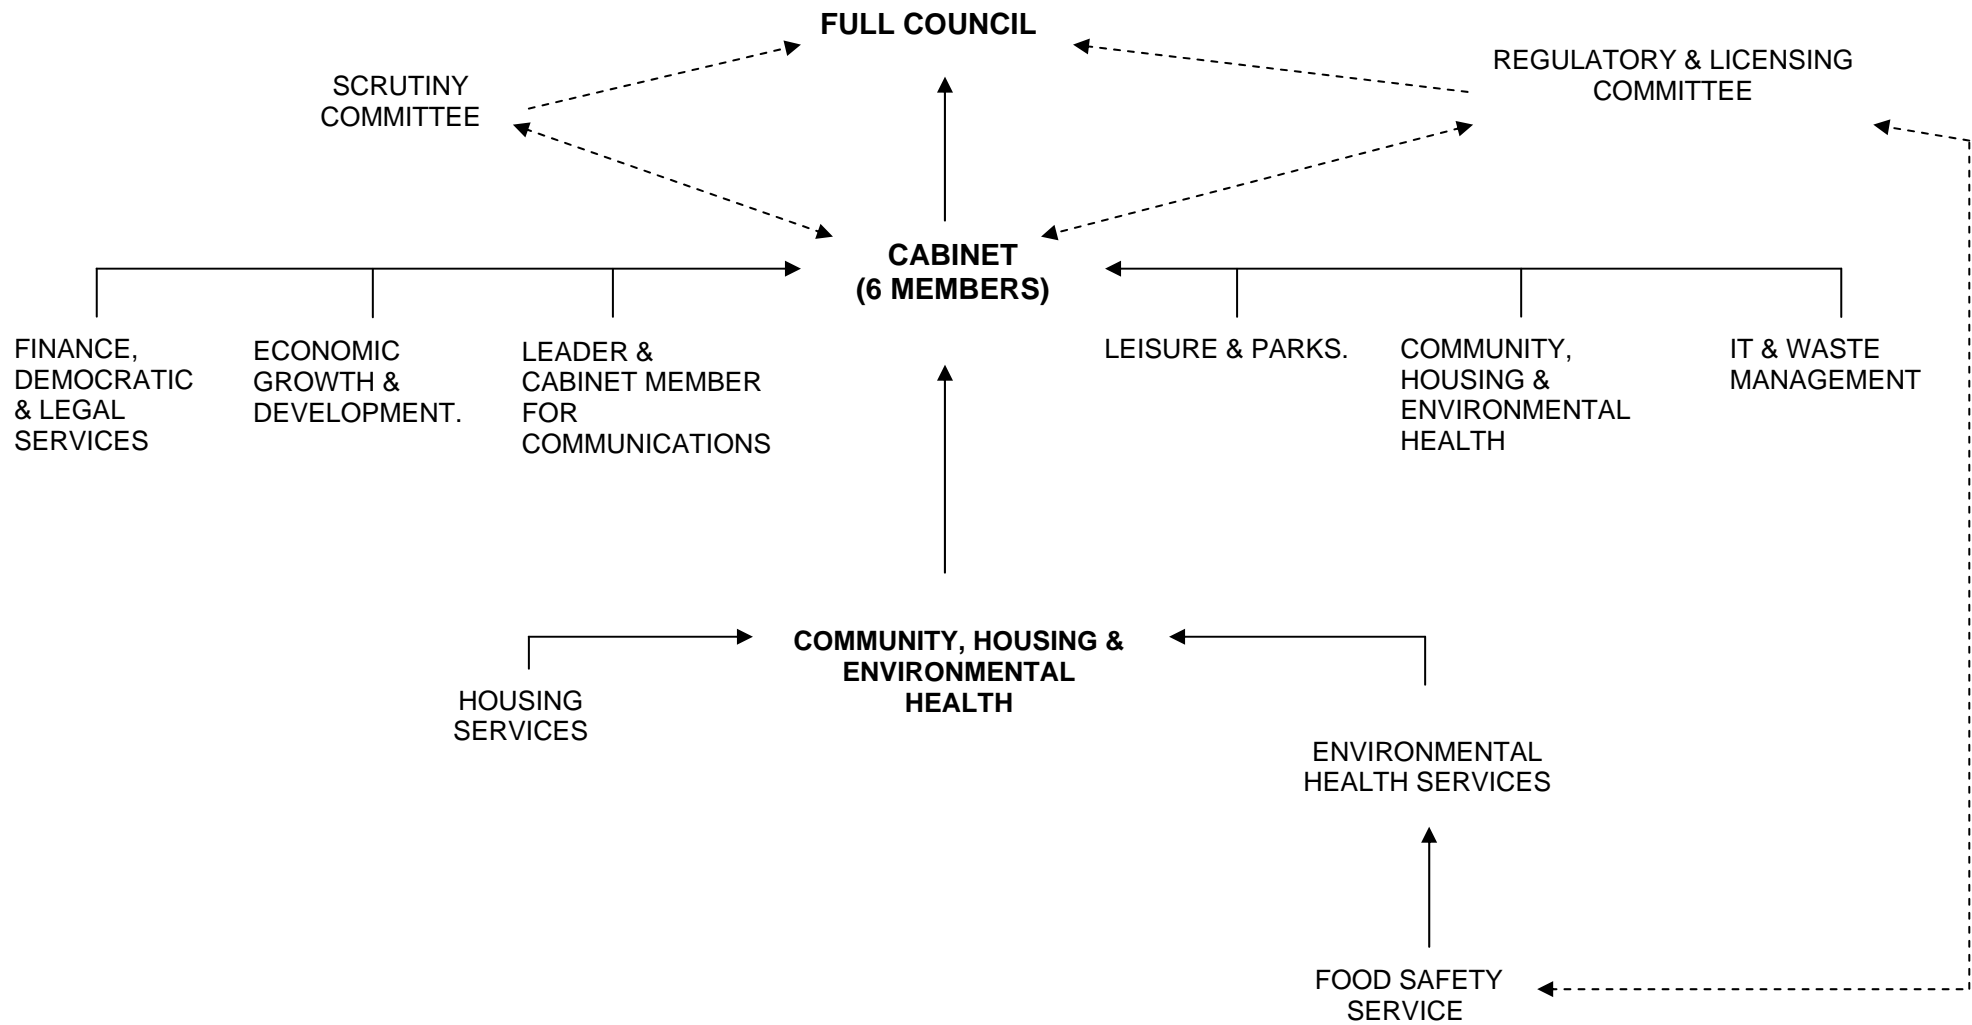 FULL COUNCIL
SCRUTINY
COMMITTEE
REGULATORY & LICENSING
COMMITTEE
CABINET
(6 MEMBERS)
FINANCE,
DEMOCRATIC
& LEGAL
SERVICES
ECONOMIC
GROWTH &
DEVELOPMENT.
LEADER &
CABINET MEMBER
FOR
COMMUNICATIONS
LEISURE & PARKS.
COMMUNITY,
HOUSING &
ENVIRONMENTAL
HEALTH
IT & WASTE
MANAGEMENT
COMMUNITY, HOUSING &
ENVIRONMENTAL
HEALTH
HOUSING
SERVICES
ENVIRONMENTAL
HEALTH SERVICES
FOOD SAFETY
SERVICE